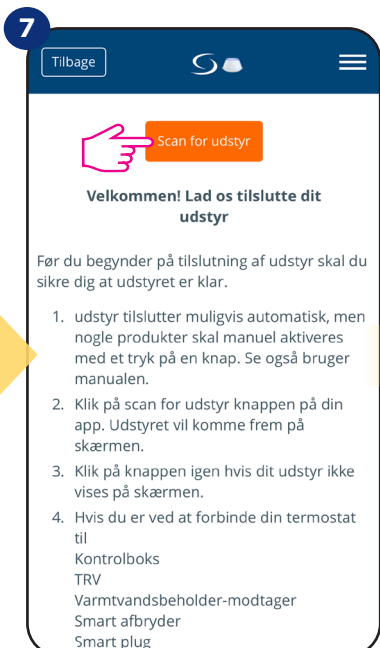 7
Tilbage
Scan for udstyr
Velkommen! Lad os tilslutte dit
udstyr
Før du begynder på tilslutning af udstyr skal du
sikre dig at udstyret er klar.
1. udstyr tilslutter muligvis automatisk, men
nogle produkter skal manuel aktiveres
med et tryk på en knap. Se også bruger
manualen.
2. Klik på scan for udstyr knappen på din
app. Udstyret vil komme frem på
skærmen.
3. Klik på knappen igen hvis dit udstyr ikke
vises på skærmen.
4. Hvis du er ved at forbinde din termostat
til
Kontrolboks
TRV
Varmtvandsbeholder-modtager
Smart afbryder
Smart plug